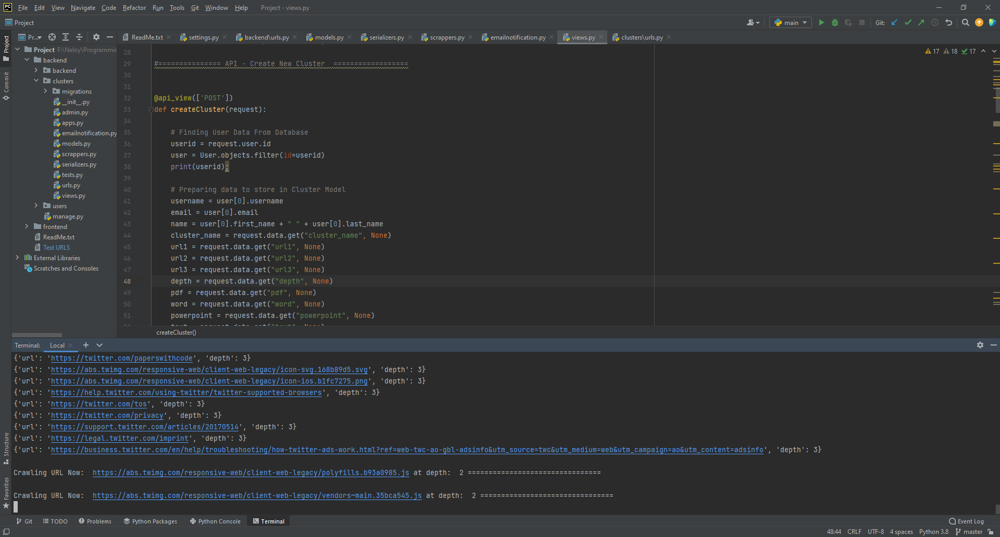 PC File Edit View Navigate Code Refactor Run Tools Git Window Help Project - views.py
Project main Git:
Project
Commit
Structure
Favorites
Pr...
Project F:\Neloy\Programmin
backend
backend
clusters
migrations
__init__.py
admin.py
apps.py
emailnotification.py
models.py
scrappers.py
serializers.py
tests.py
urls.py
views.py
users
manage.py
frontend
ReadMe.txt
Test URLS
External Libraries
Scratches and Consoles
ReadMe.txt settings.py backend\urls.py models.py serializers.py scrappers.py emailnotification.py views.py clusters\urls.py
17 18 17
28
29 #=============== API - Create New Cluster ==================
30
31
32 @api_view(['POST'])
33 def createCluster(request):
34
35 # Finding User Data From Database
36 userid = request.user.id
37 user = User.objects.filter(id=userid)
38 print(userid);
39
40 # Preparing data to store in Cluster Model
41 username = user[0].username
42 email = user[0].email
43 name = user[0].first_name + " " + user[0].last_name
44 cluster_name = request.data.get("cluster_name", None)
45 url1 = request.data.get("url1", None)
46 url2 = request.data.get("url2", None)
47 url3 = request.data.get("url3", None)
48 depth = request.data.get("depth", None)
49 pdf = request.data.get("pdf", None)
50 word = request.data.get("word", None)
51 powerpoint = request.data.get("powerpoint", None)
createCluster()
Terminal: Local
{'url': 'https://twitter.com/paperswithcode', 'depth': 3}
{'url': 'https://abs.twimg.com/responsive-web/client-web-legacy/icon-svg.168b89d5.svg', 'depth': 3}
{'url': 'https://abs.twimg.com/responsive-web/client-web-legacy/icon-ios.b1fc7275.png', 'depth': 3}
{'url': 'https://help.twitter.com/using-twitter/twitter-supported-browsers', 'depth': 3}
{'url': 'https://twitter.com/tos', 'depth': 3}
{'url': 'https://twitter.com/privacy', 'depth': 3}
{'url': 'https://support.twitter.com/articles/20170514', 'depth': 3}
{'url': 'https://legal.twitter.com/imprint', 'depth': 3}
{'url': 'https://business.twitter.com/en/help/troubleshooting/how-twitter-ads-work.html?ref=web-twc-ao-gbl-adsinfo&utm_source=twc&utm_medium=web&utm_campaign=ao&utm_content=adsinfo', 'depth': 3}
Crawling URL Now: https://abs.twimg.com/responsive-web/client-web-legacy/polyfills.b93a0985.js at depth: 2 ================================
Crawling URL Now: https://abs.twimg.com/responsive-web/client-web-legacy/vendors~main.35bca545.js at depth: 2 ================================
Git TODO Problems Python Packages Python Console Terminal Event Log
48:44 CRLF UTF-8 4 spaces Python 3.8 master